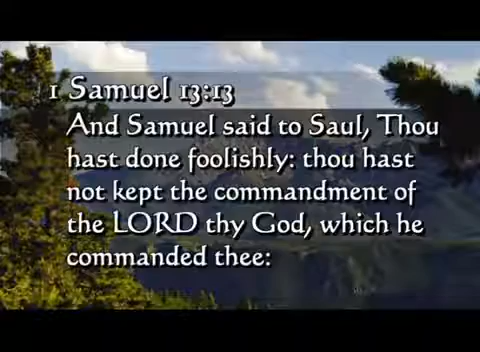 1 Samuel 13:13
And Samuel said to Saul, Thou
hast done foolishly: thou hast
not kept the commandment of
the LORD thy God, which he
commanded thee: